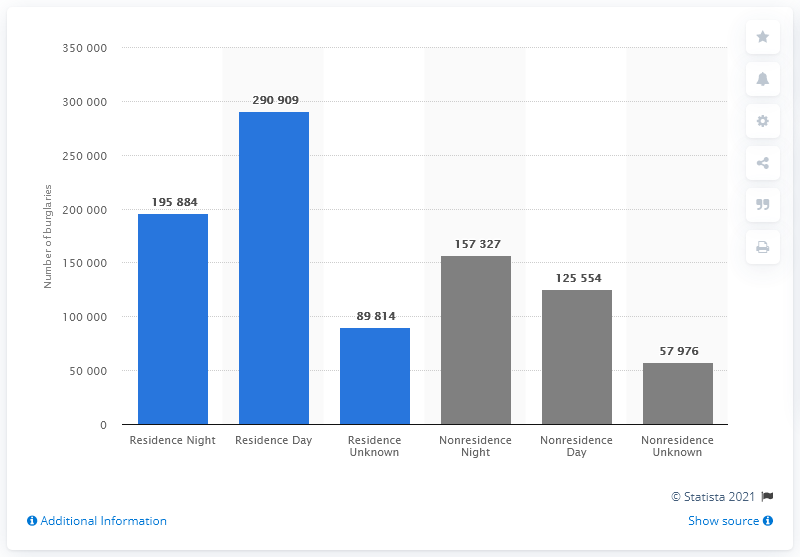 350 000
300 000
250 000
200 000
150 000
100 000
50 000
0
Number of burglaries
195 884
290 909
89 814
157 327
125 554
57 976
Residence Night
Residence Day
Residence
Unknown
Nonresidence
Night
Nonresidence
Day
Nonresidence
Unknown
© Statista 2021
Additional Information
Show source